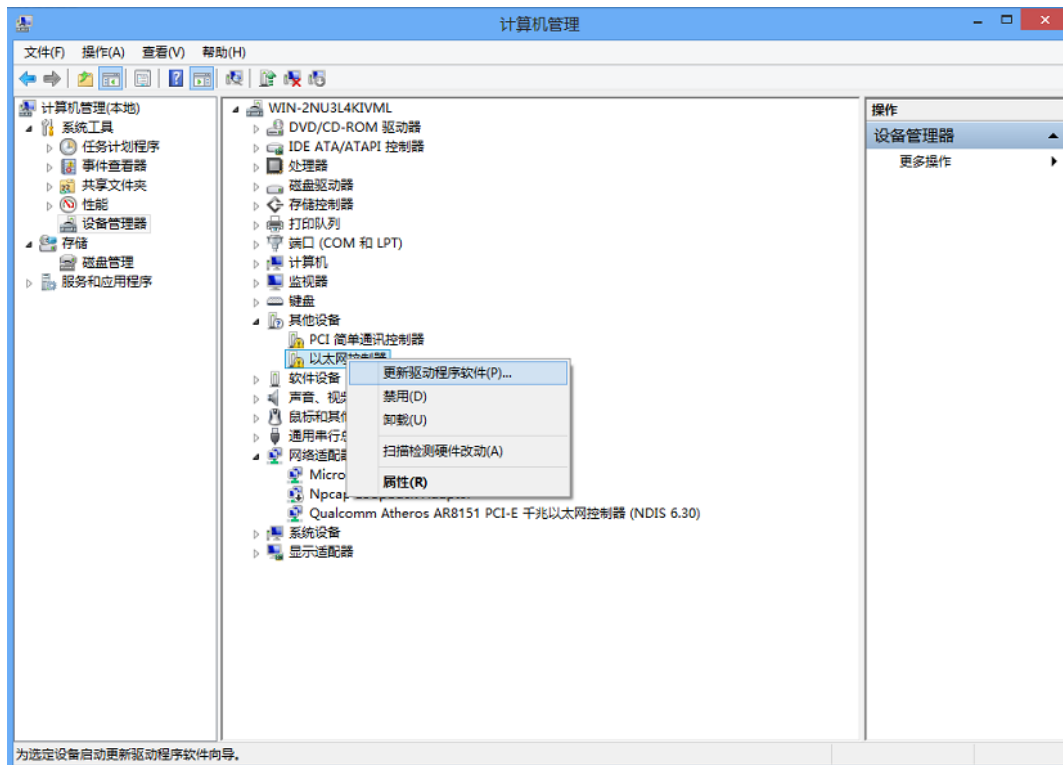 计算机管理
文件(F) 操作(A) 查看(V) 帮助(H)
计算机管理(本地)
系统工具
任务计划程序
事件查看器
共享文件夹
性能
设备管理器
存储
磁盘管理
服务和应用程序
WIN-2NU3L4KIVML
DVD/CD-ROM 驱动器
IDE ATA/ATAPI 控制器
处理器
磁盘驱动器
存储控制器
打印队列
端口 (COM 和 LPT)
计算机
监视器
键盘
其他设备
PCI 简单通讯控制器
以太网控制器
软件设备
声音、视
鼠标和其
通用串行
网络适配器
Micro
Npcap
Qualcomm Atheros AR8151 PCI-E 千兆以太网控制器 (NDIS 6.30)
系统设备
显示适配器
更新驱动程序软件(P)...
禁用(D)
卸载(U)
扫描检测硬件改动(A)
属性(R)
操作
设备管理器
更多操作
为选定设备启动更新驱动程序软件向导。